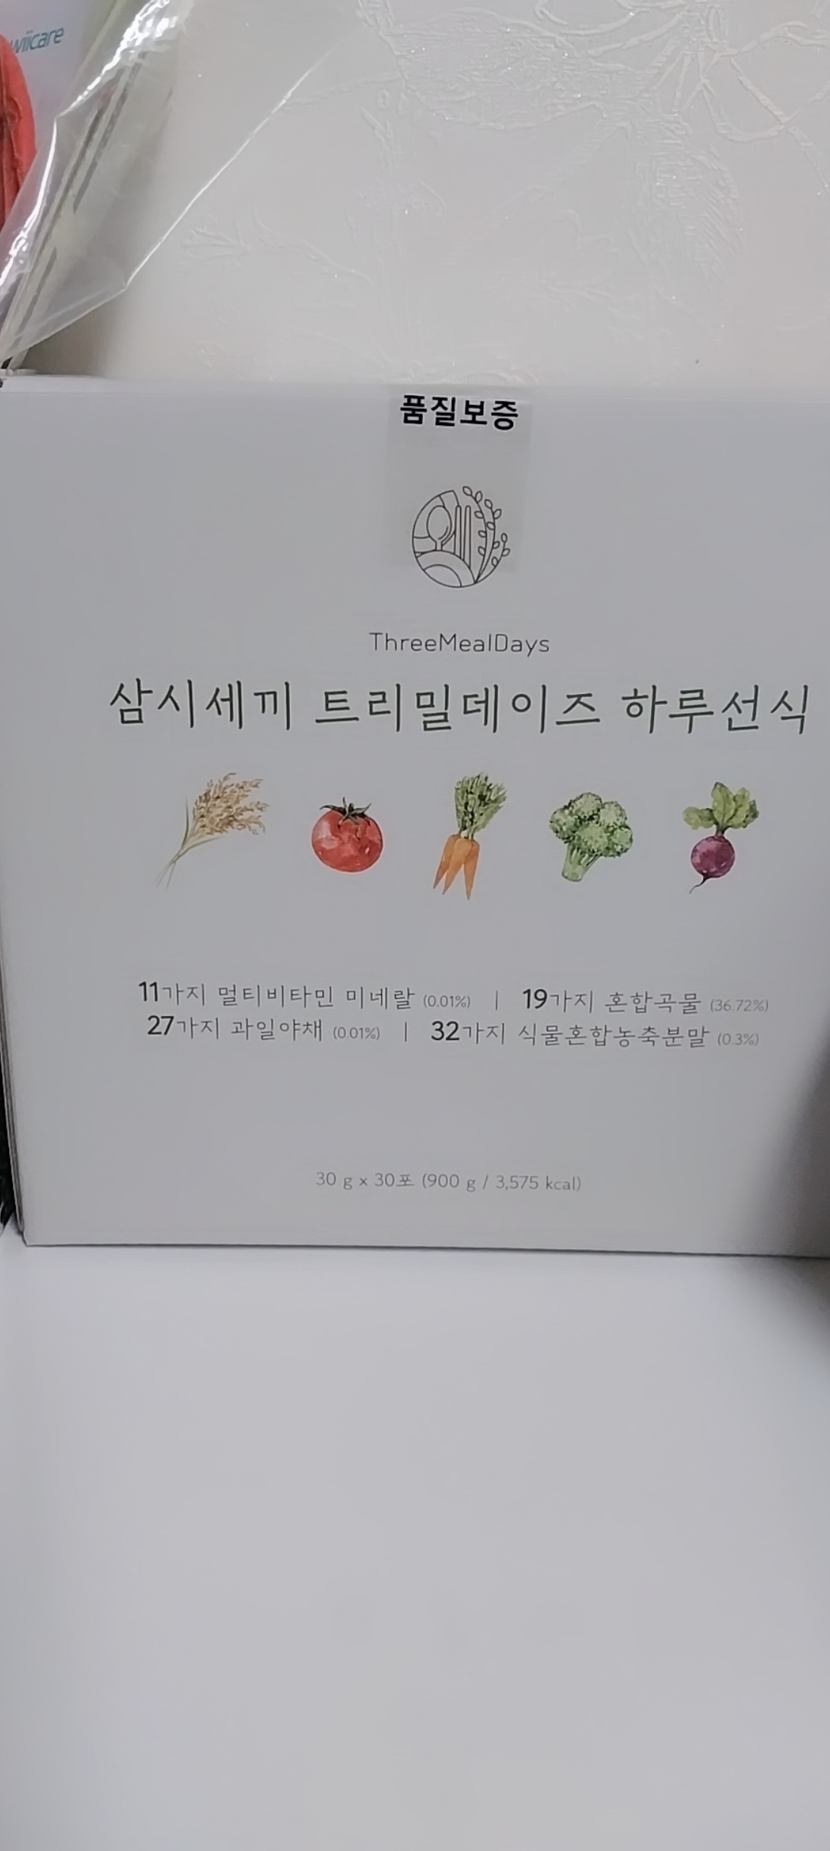 wiicare
품질보증
ThreeMealDays
삼시세끼 트리밀데이즈 하루선식
11가지 멀티비타민 미네랄 (0.01%) | 19가지 혼합곡물 (36.72%)
27가지 과일야채 (0.01%) | 32가지 식물혼합농축분말 (0.3%)
30 g x 30포 (900 g / 3,575 kcal)